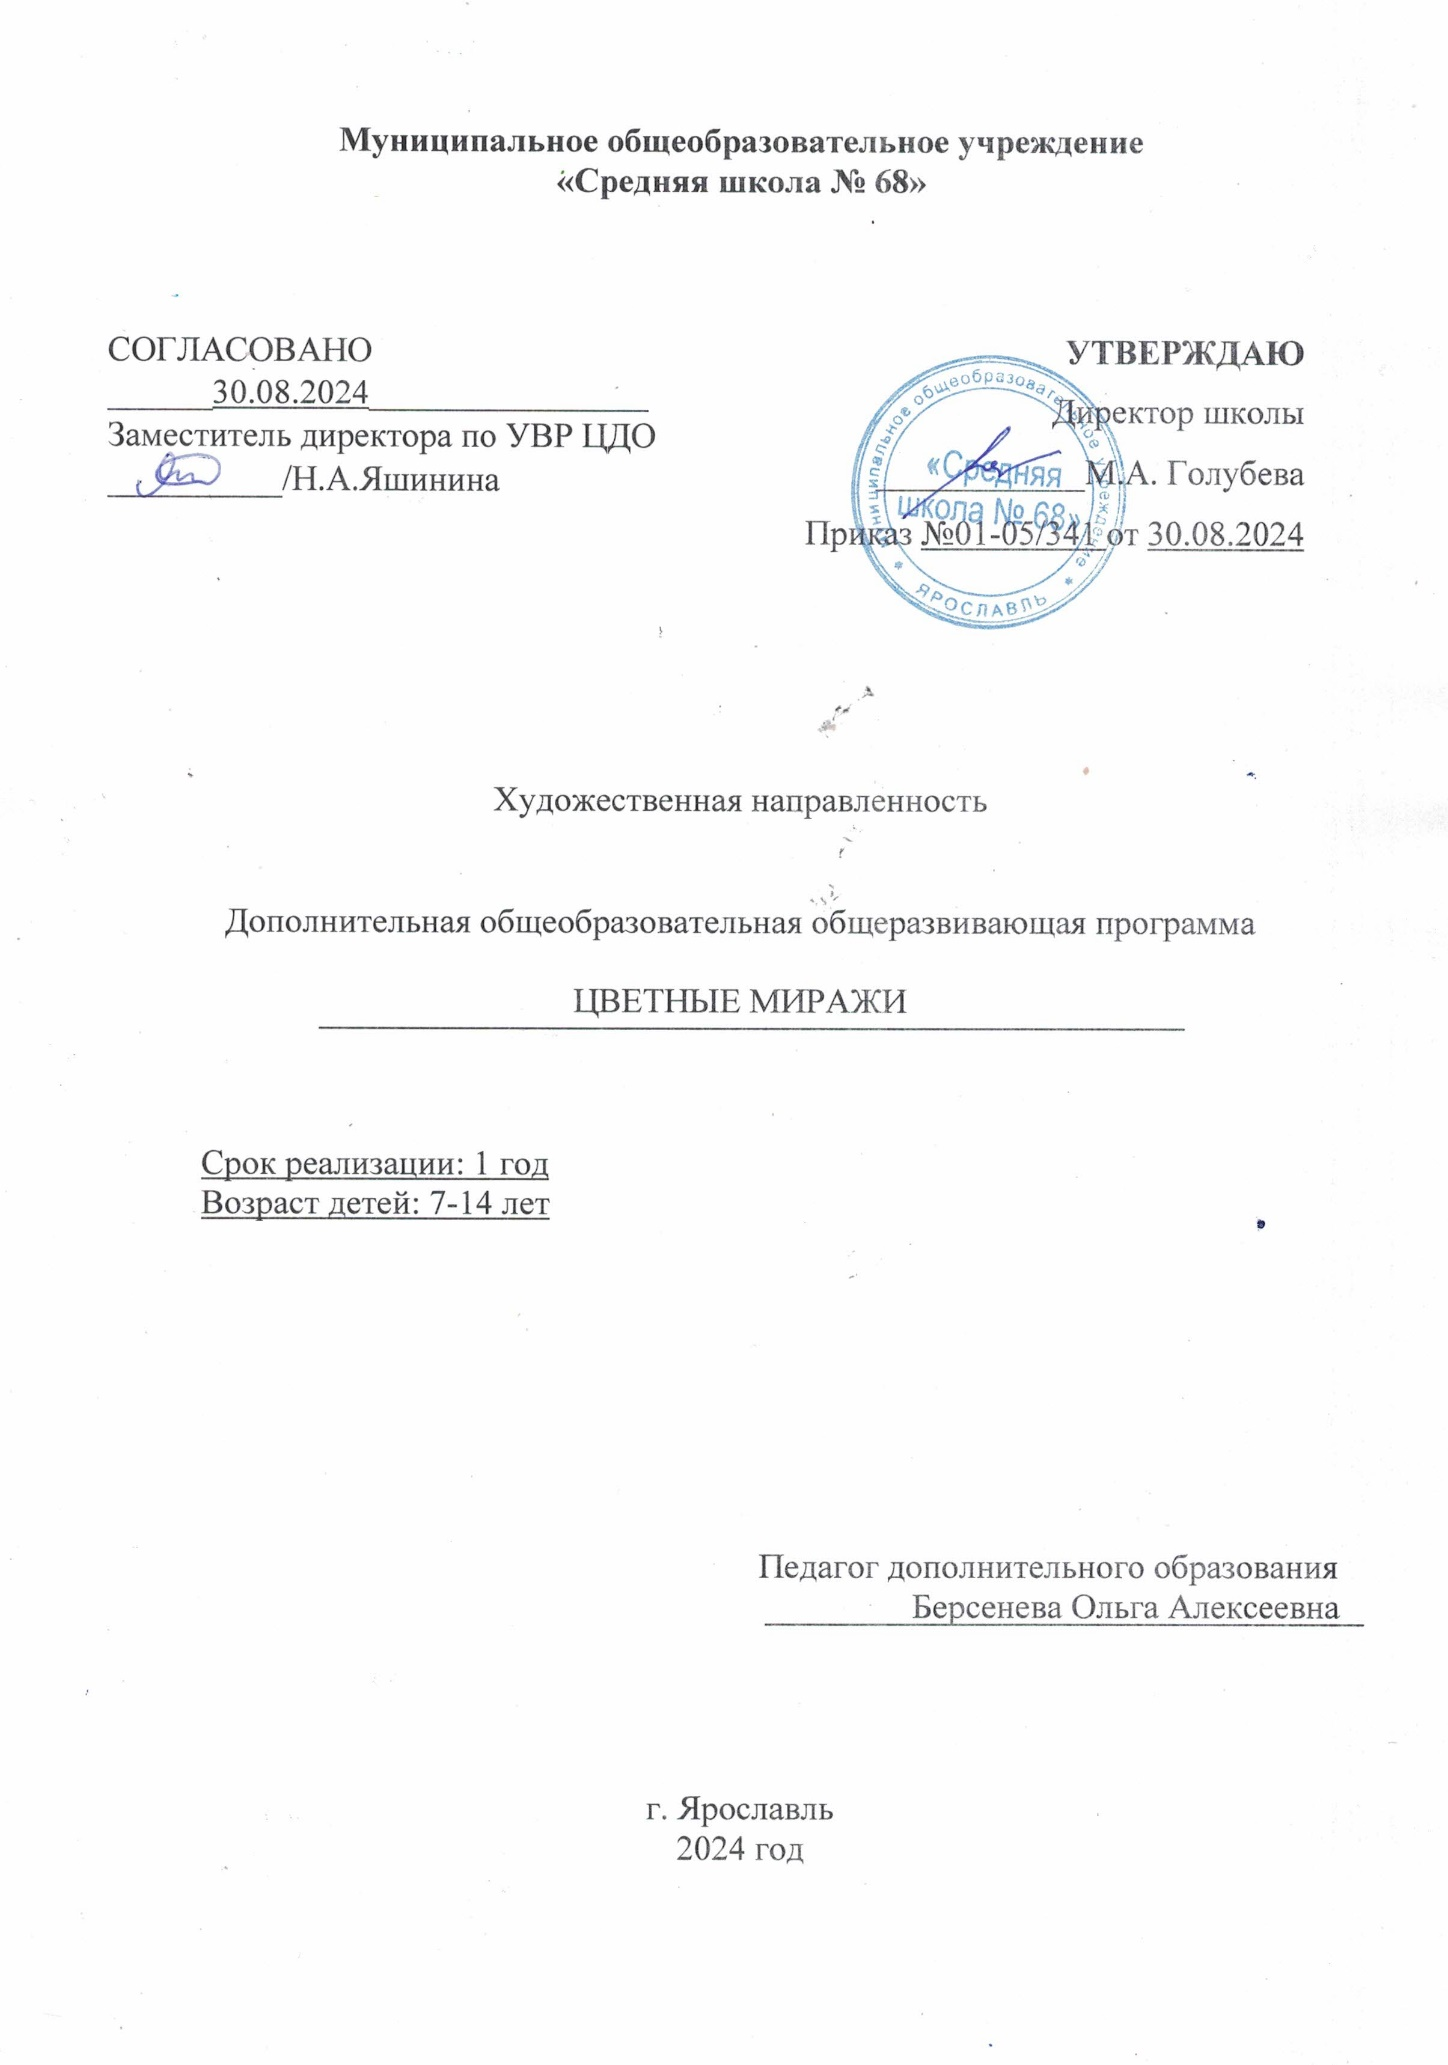 Муниципальное общеобразовательное учреждение
«Средняя школа № 68»
СОГЛАСОВАНО
30.08.2024
Заместитель директора по УВР ЦДО
/Н.А.Яшинина
УТВЕРЖДАЮ
Директор школы
М.А. Голубева
Приказ №01-05/341 от 30.08.2024
Муниципальное общеобразовательное учреждение
«Средняя
школа № 68»
* ЯРОСЛАВЛЬ *
Художественная направленность
Дополнительная общеобразовательная общеразвивающая программа
ЦВЕТНЫЕ МИРАЖИ
Срок реализации: 1 год
Возраст детей: 7-14 лет
Педагог дополнительного образования
Берсенева Ольга Алексеевна
г. Ярославль
2024 год